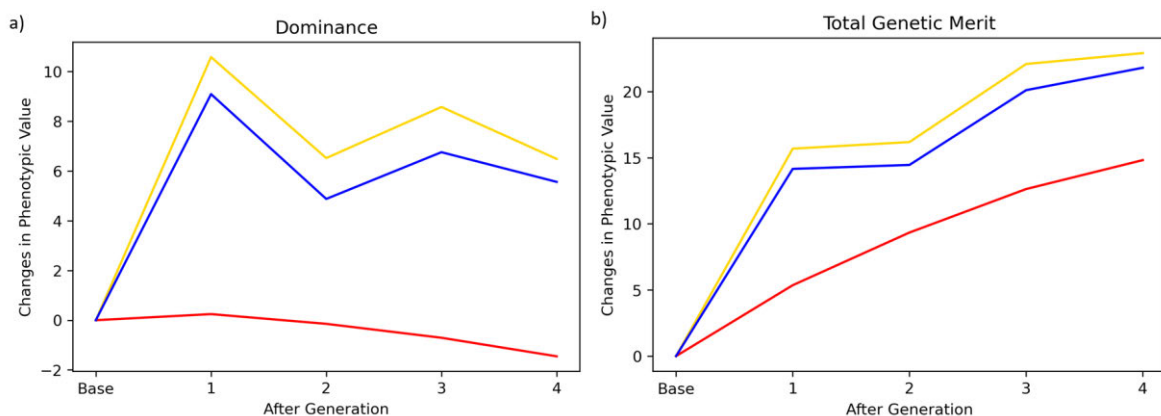 a)
Dominance
Changes in Phenotypic Value
10
8
6
4
2
0
−2
Base 1 2 3 4
After Generation
b)
Total Genetic Merit
Changes in Phenotypic Value
20
15
10
5
0
Base 1 2 3 4
After Generation